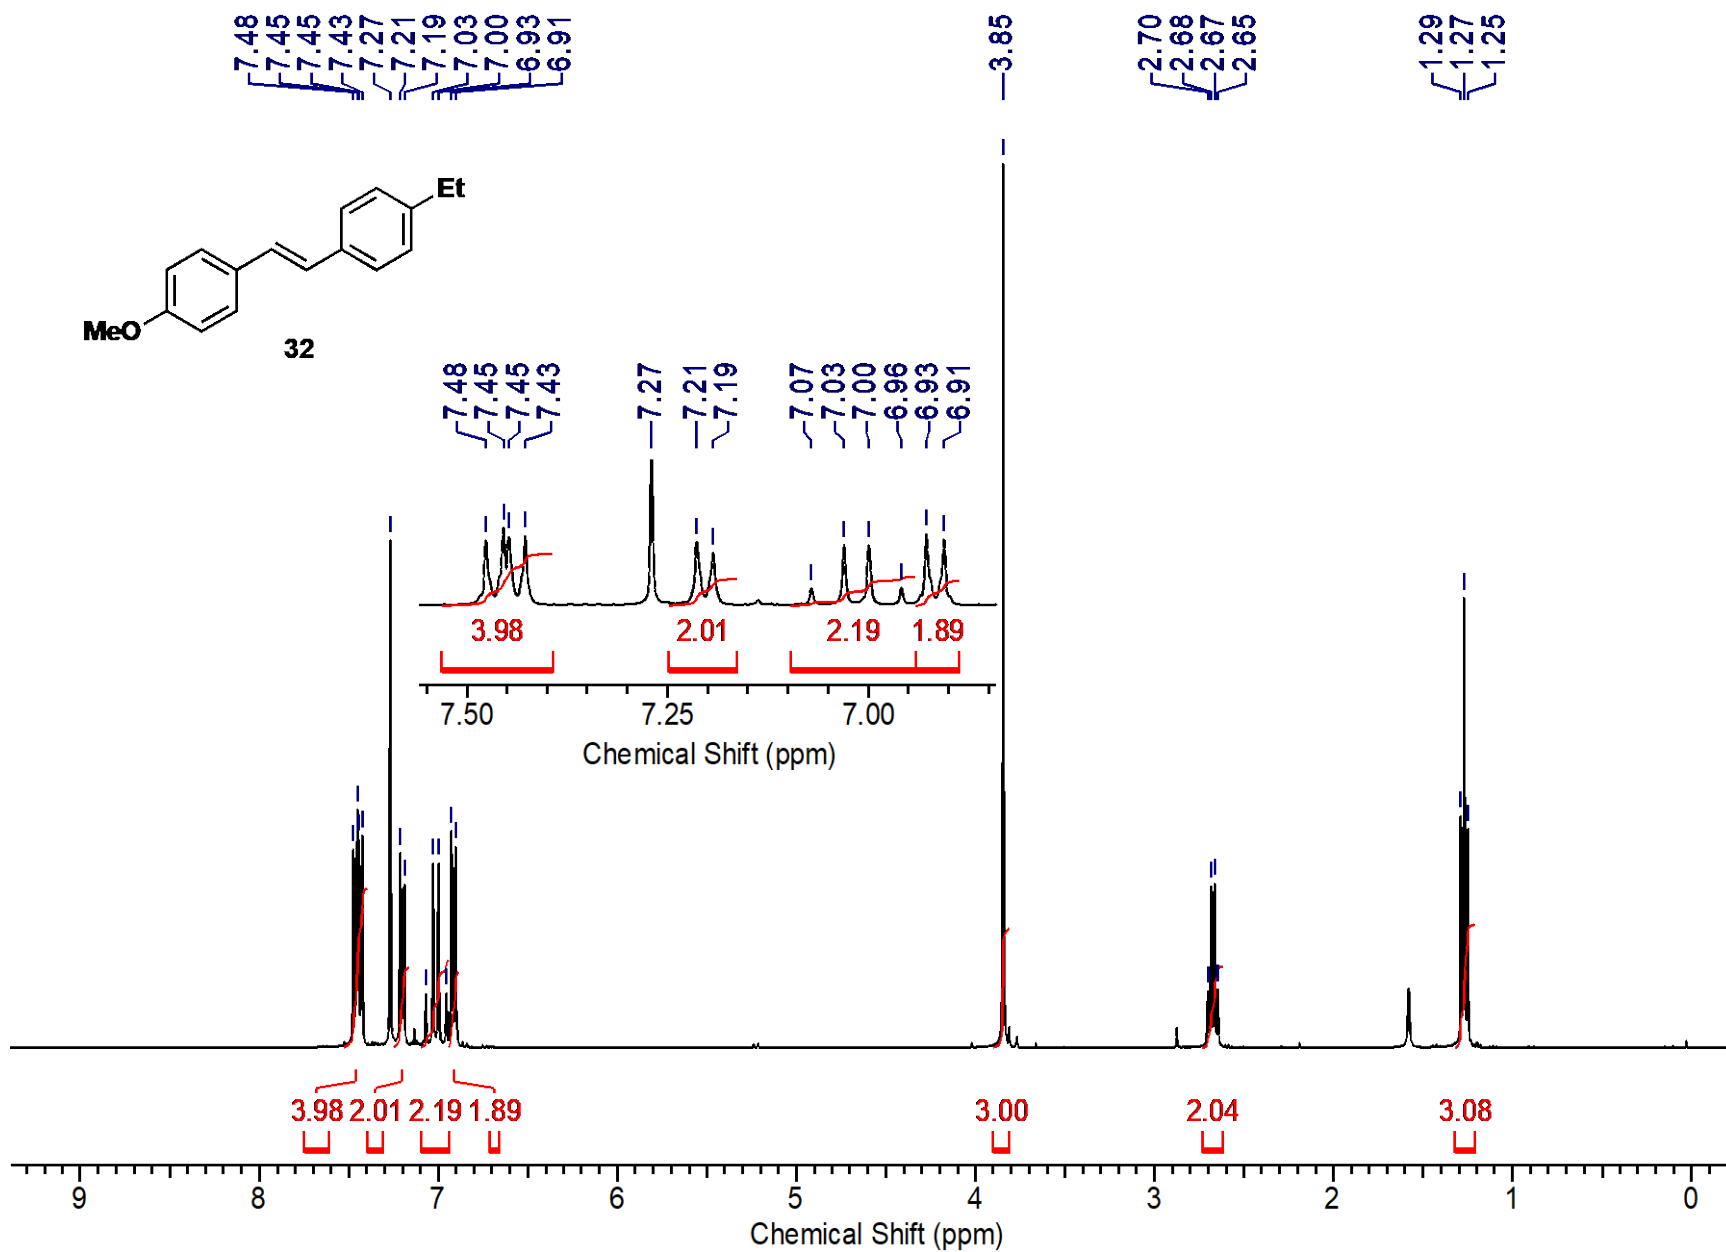 7.48 7.45 7.45 7.43 7.27 7.21 7.19 7.03 7.00 6.93 6.91 3.85 2.70 2.68 2.67 2.65 1.29 1.27 1.25
Et
MeO
32
7.48 7.45 7.45 7.43 7.27 7.21 7.19 7.07 7.03 7.00 6.96 6.93 6.91
3.98 2.01 2.19 1.89
7.50 7.25 7.00
Chemical Shift (ppm)
3.98 2.01 2.19 1.89 3.00 2.04 3.08
9 8 7 6 5 4 3 2 1 0
Chemical Shift (ppm)